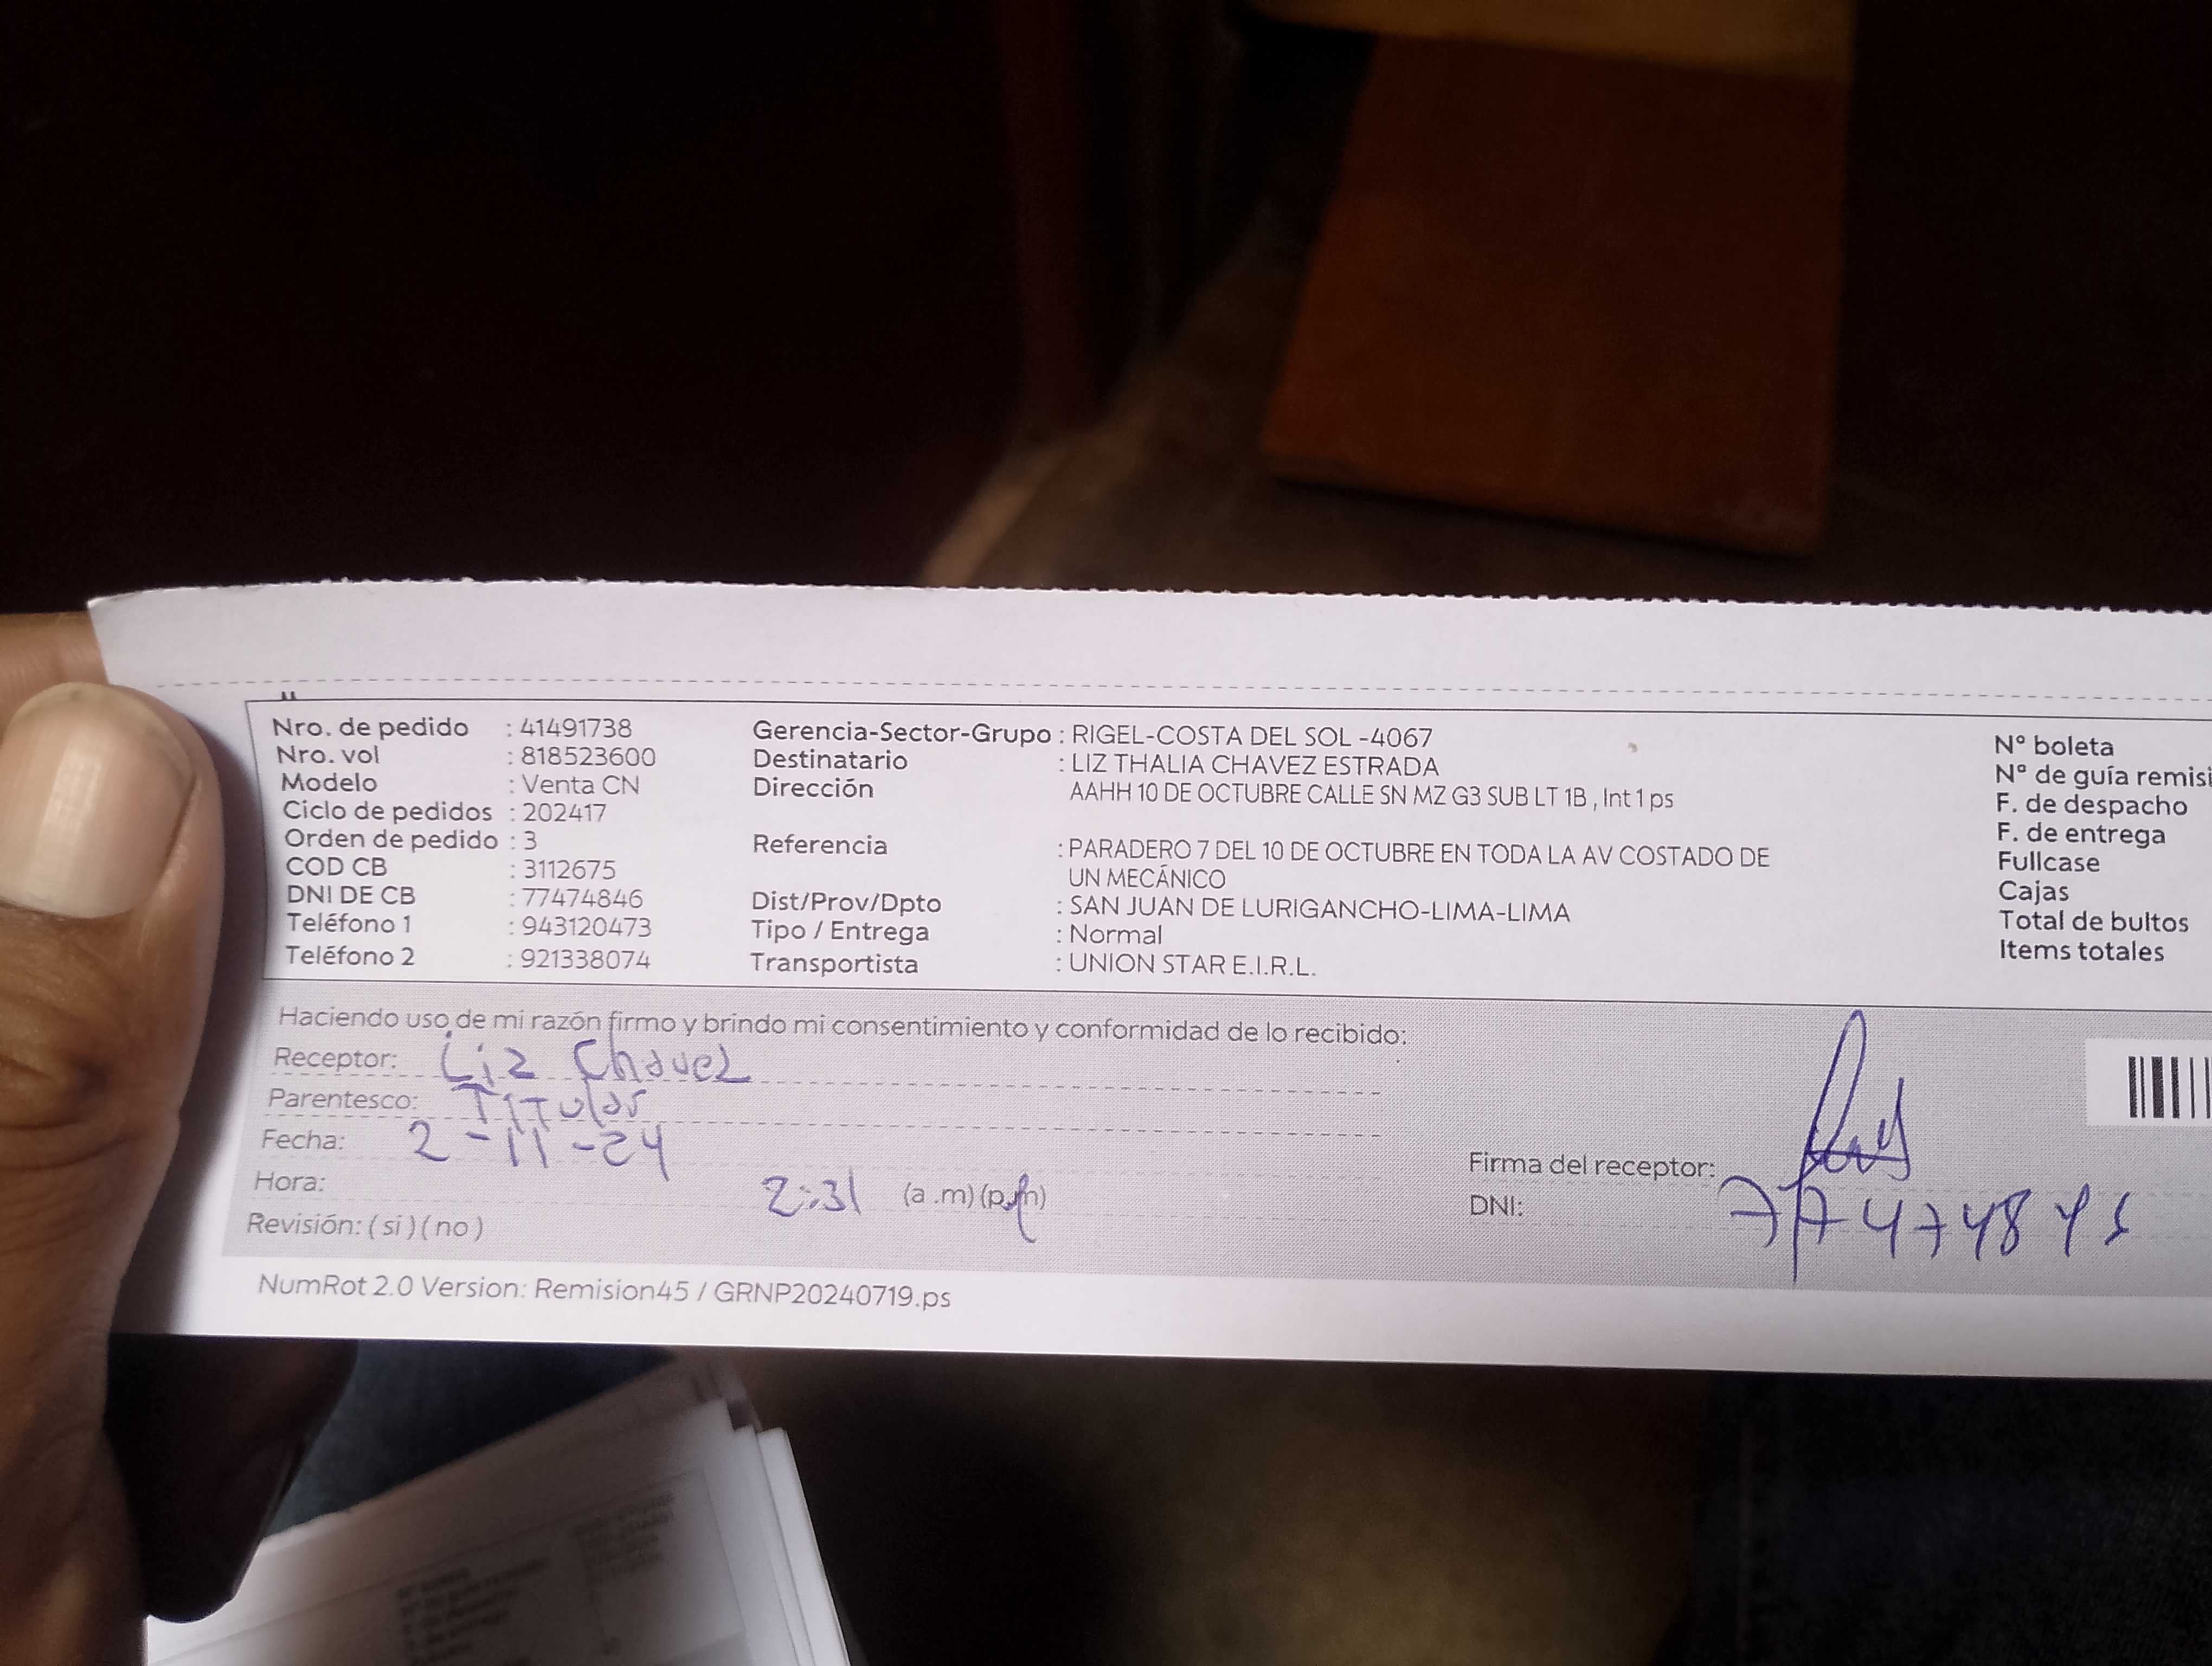 Nro. de pedido : 41491738
Nro. vol : 818523600
Modelo : Venta CN
Ciclo de pedidos : 202417
Orden de pedido : 3
COD CB : 3112675
DNI DE CB : 77474846
Teléfono 1 : 943120473
Teléfono 2 : 921338074
Gerencia-Sector-Grupo : RIGEL-COSTA DEL SOL -4067
Destinatario : LIZ THALIA CHAVEZ ESTRADA
Dirección AAHH 10 DE OCTUBRE CALLE SN MZ G3 SUB LT 1B , Int 1 ps
Referencia : PARADERO 7 DEL 10 DE OCTUBRE EN TODA LA AV COSTADO DE
UN MECÁNICO
Dist/Prov/Dpto : SAN JUAN DE LURIGANCHO-LIMA-LIMA
Tipo / Entrega : Normal
Transportista : UNION STAR E.I.R.L.
N° boleta
N° de guía remisi
F. de despacho
F. de entrega
Fullcase
Cajas
Total de bultos
Items totales
Haciendo uso de mi razón firmo y brindo mi consentimiento y conformidad de lo recibido:
Receptor: Liz Chavez
Parentesco: Titular
Fecha: 2-11-24
Hora: 2:31 (a .m) (p.m)
Revisión: ( si ) ( no )
Firma del receptor:
DNI:
NumRot 2.0 Version: Remision45 / GRNP20240719.ps